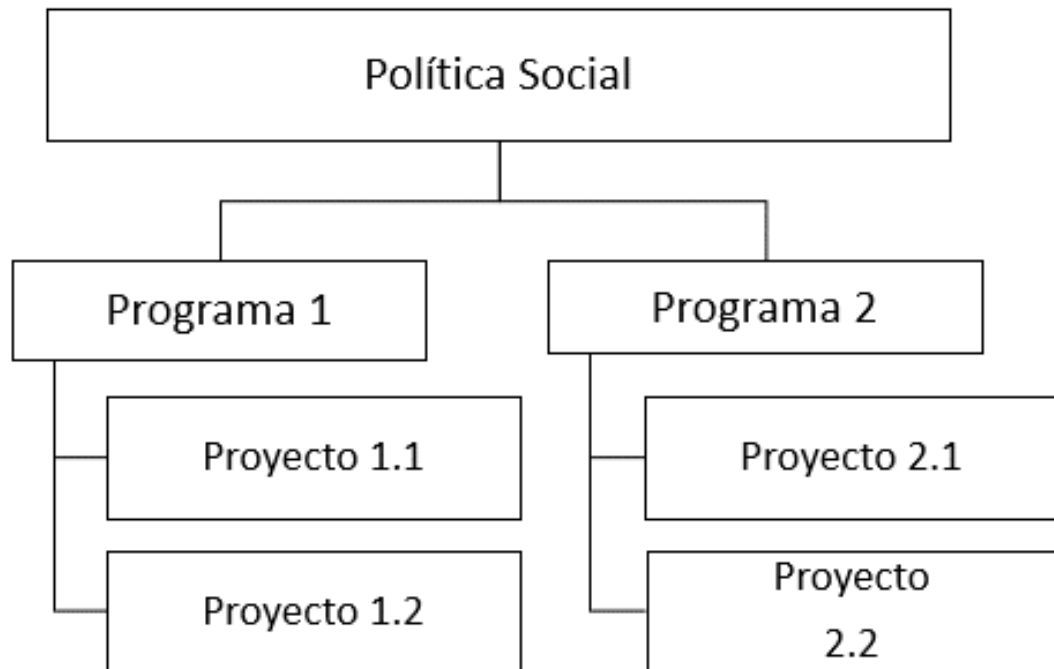 Política Social
Programa 1
Programa 2
Proyecto 1.1
Proyecto 2.1
Proyecto 1.2
Proyecto
2.2